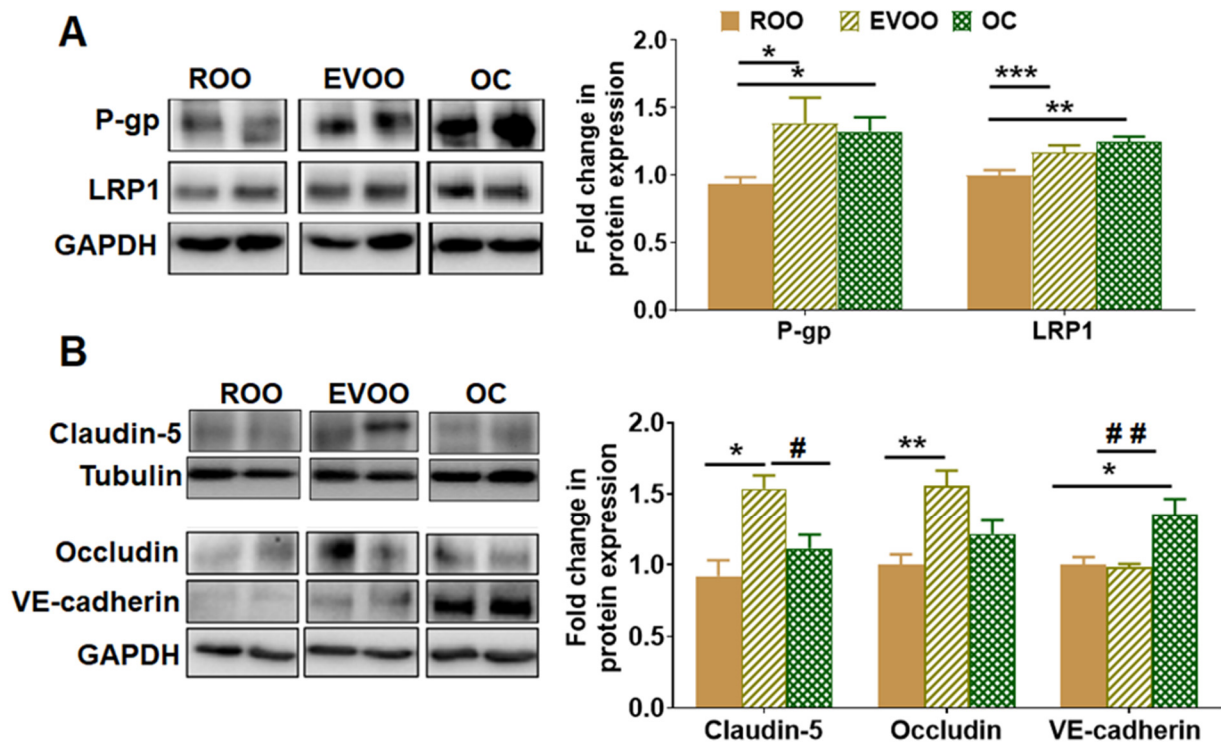 A
ROO EVOO OC
P-gp
LRP1
GAPDH
ROO EVOO OC
Fold change in
protein expression
2.0
1.5
1.0
0.5
0.0
*
*
***
**
P-gp LRP1
B
ROO EVOO OC
Claudin-5
Tubulin
Occludin
VE-cadherin
GAPDH
Fold change in
protein expression
2.0
1.5
1.0
0.5
0.0
* #
**
# #
*
Claudin-5 Occludin VE-cadherin